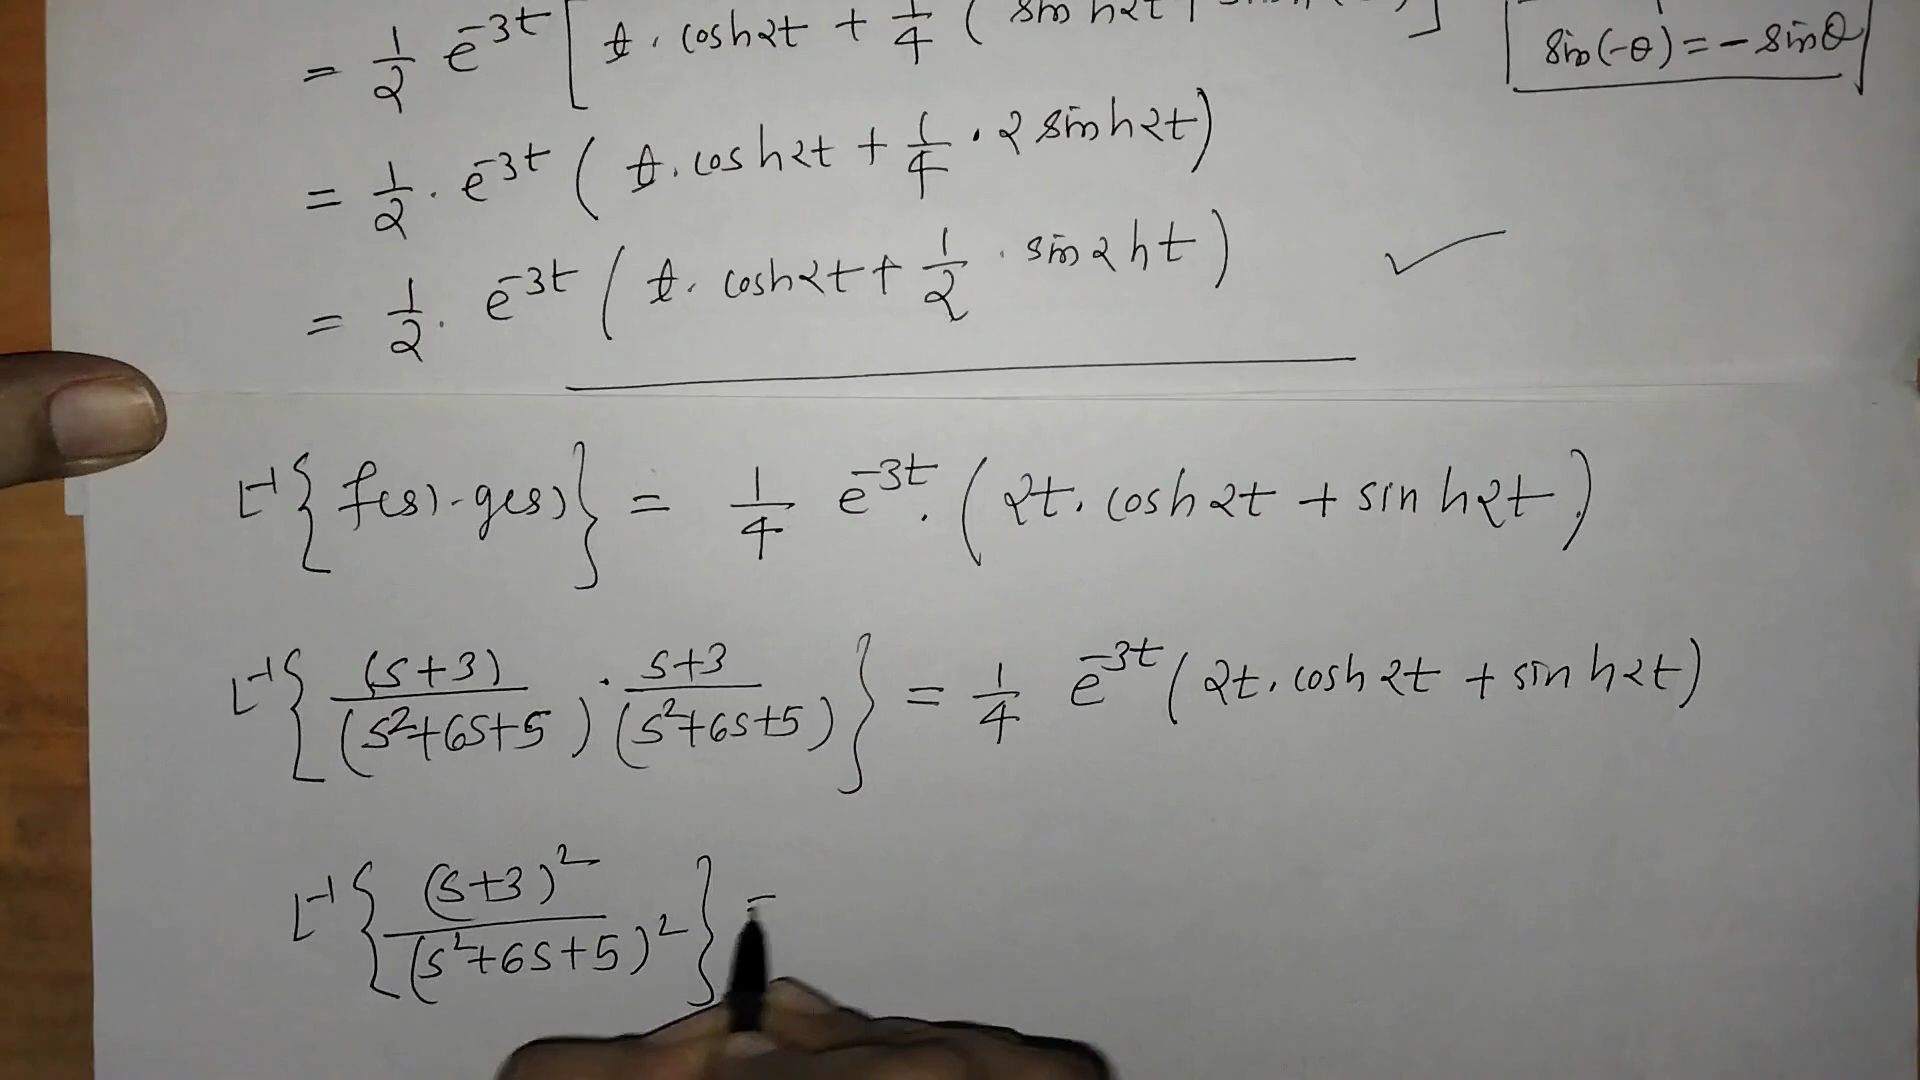 = 1/2 e^-3t [ t. cosh2t + 1/4 (
sin(-θ) = - sinθ
= 1/2 . e^-3t ( t. cosh2t + 1/4 . 2 sinh2t )
= 1/2 . e^-3t ( t. cosh2t + 1/2 . sin2ht )
L^-1 { f(s) . g(s) } = 1/4 e^-3t . ( 2t. cosh2t + sinh2t )
L^-1 { (s+3)/(s^2+6s+5) . s+3/(s^2+6s+5) } = 1/4 e^-3t ( 2t. cosh2t + sinh2t )
L^-1 { (s+3)^2/(s^2+6s+5)^2 } =